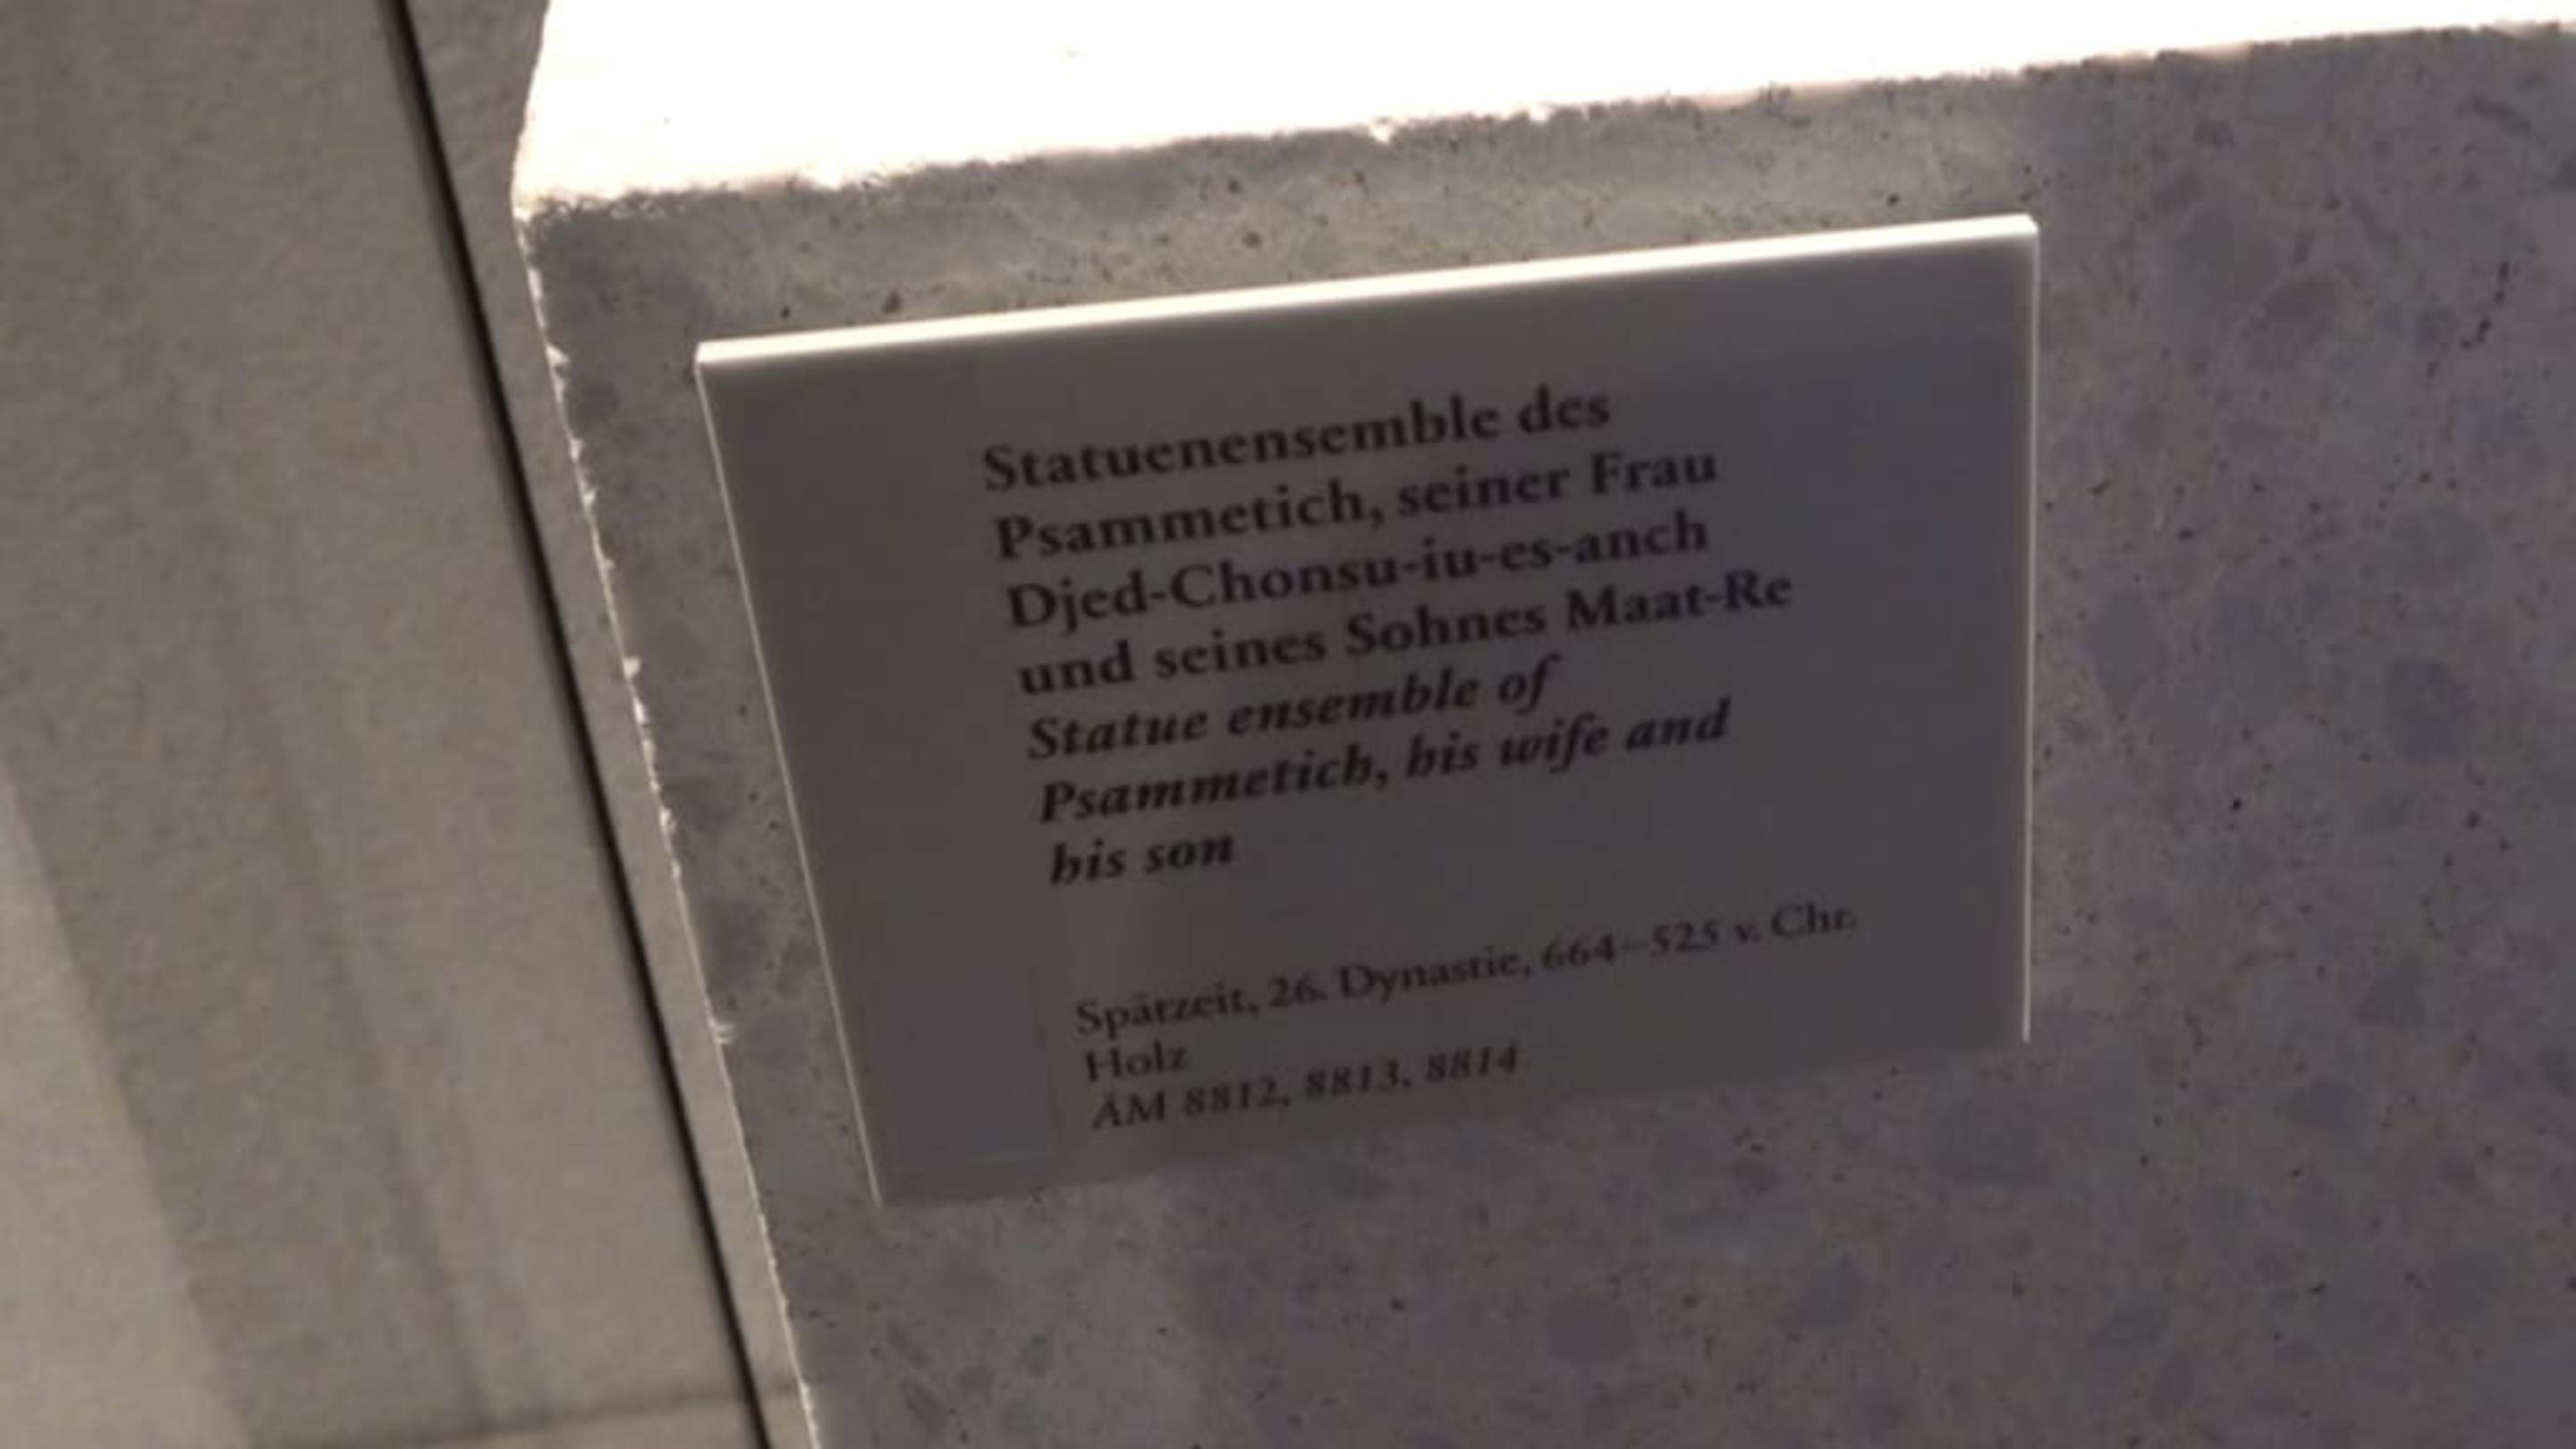 Statuenensemble des
Psammetich, seiner Frau
Djed-Chonsu-iu-es-anch
und seines Sohnes Maat-Re
Statue ensemble of
Psammetich, his wife and
his son
Spätzeit, 26. Dynastie, 664–525 v. Chr.
Holz
ÄM 8812, 8813, 8814